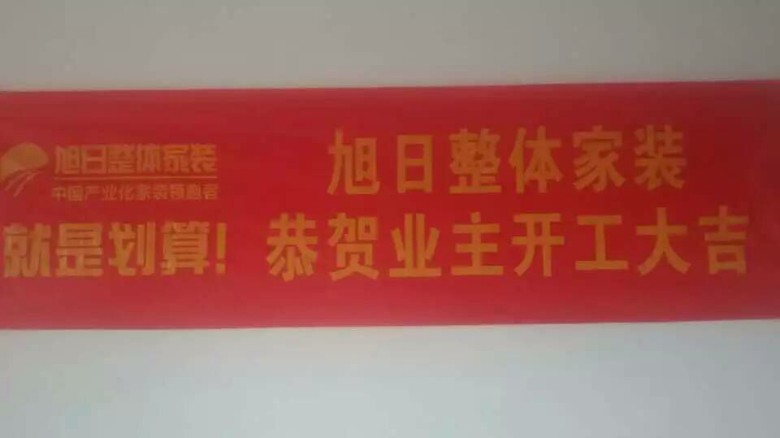 旭日整体家装
中国产业化家装领跑者
就是划算!
旭日整体家装
恭贺业主开工大吉